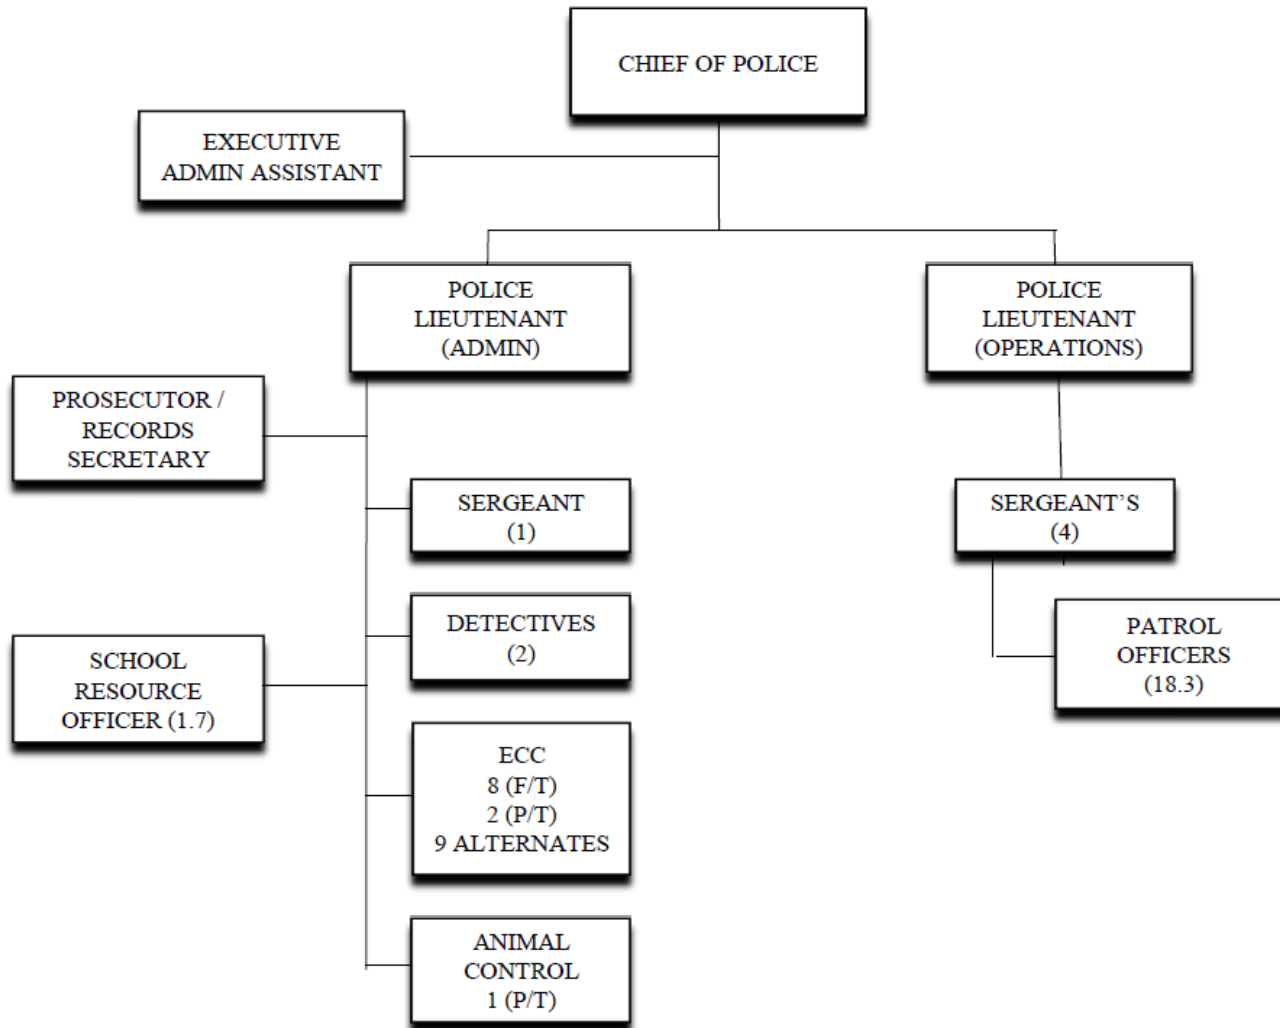 CHIEF OF POLICE
EXECUTIVE
ADMIN ASSISTANT
POLICE
LIEUTENANT
(ADMIN)
POLICE
LIEUTENANT
(OPERATIONS)
PROSECUTOR /
RECORDS
SECRETARY
SERGEANT
(1)
SERGEANT’S
(4)
DETECTIVES
(2)
PATROL
OFFICERS
(18.3)
SCHOOL
RESOURCE
OFFICER (1.7)
ECC
8 (F/T)
2 (P/T)
9 ALTERNATES
ANIMAL
CONTROL
1 (P/T)